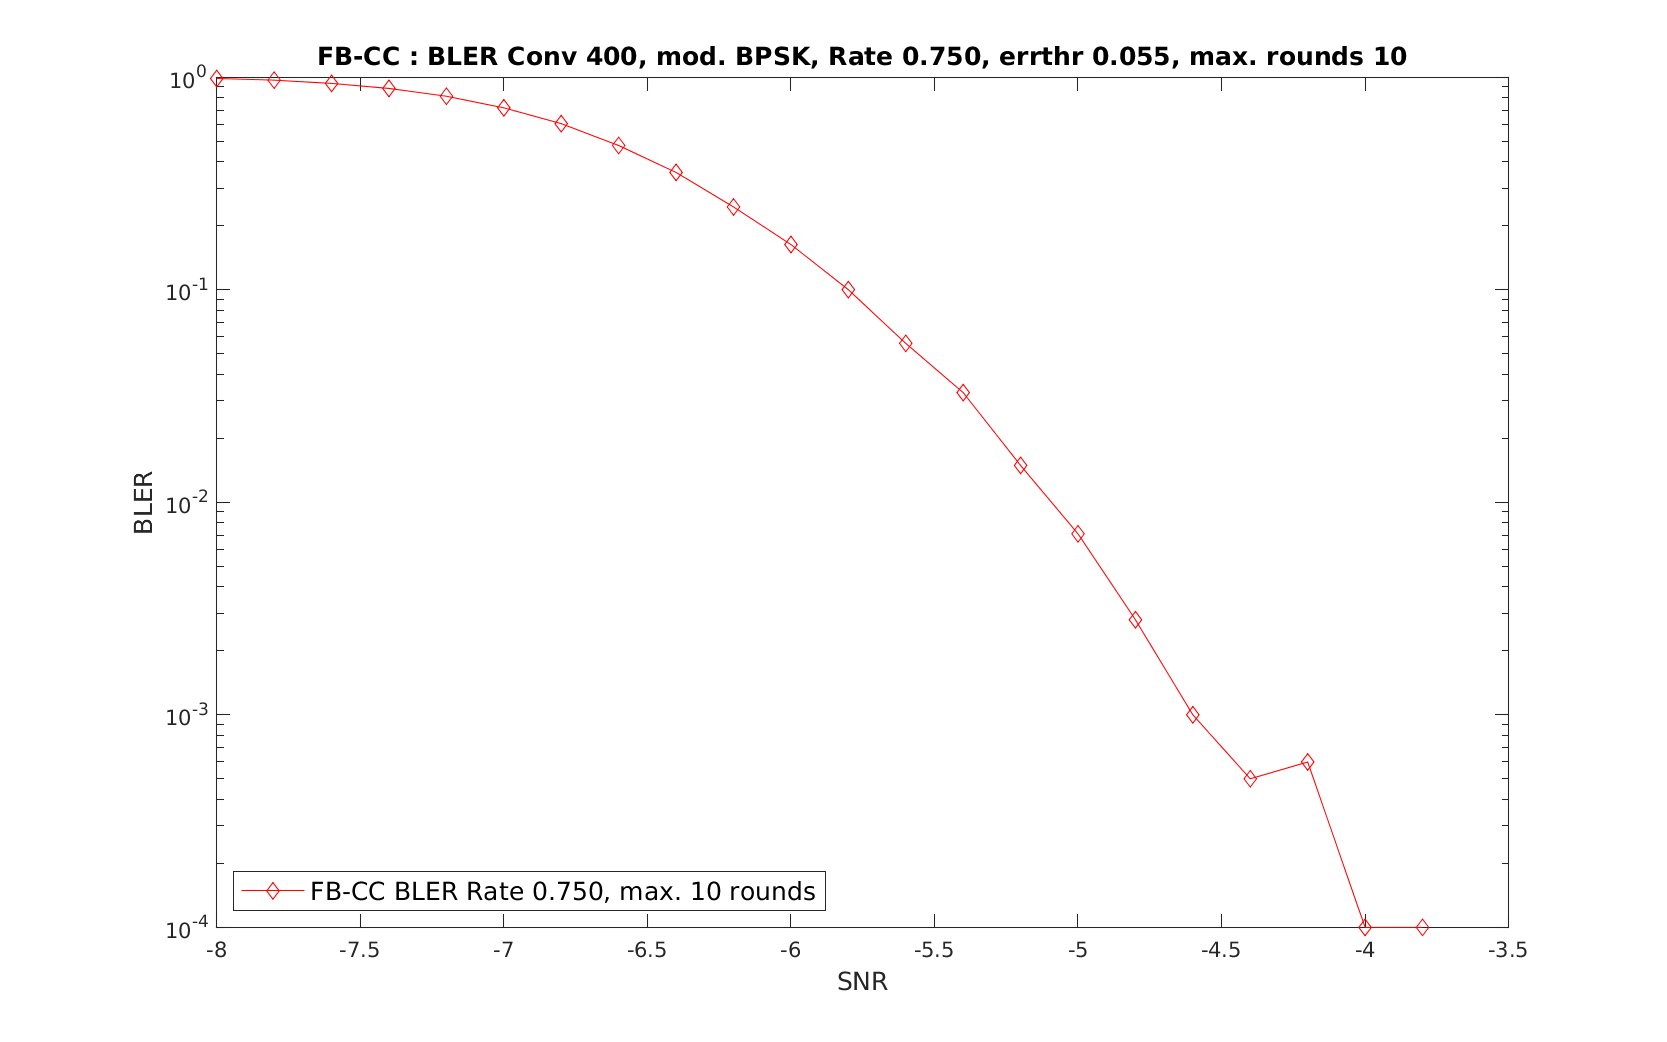 FB-CC : BLER Conv 400, mod. BPSK, Rate 0.750, errthr 0.055, max. rounds 10
10^0
10^-1
10^-2
10^-3
10^-4
BLER
FB-CC BLER Rate 0.750, max. 10 rounds
-8 -7.5 -7 -6.5 -6 -5.5 -5 -4.5 -4 -3.5
SNR